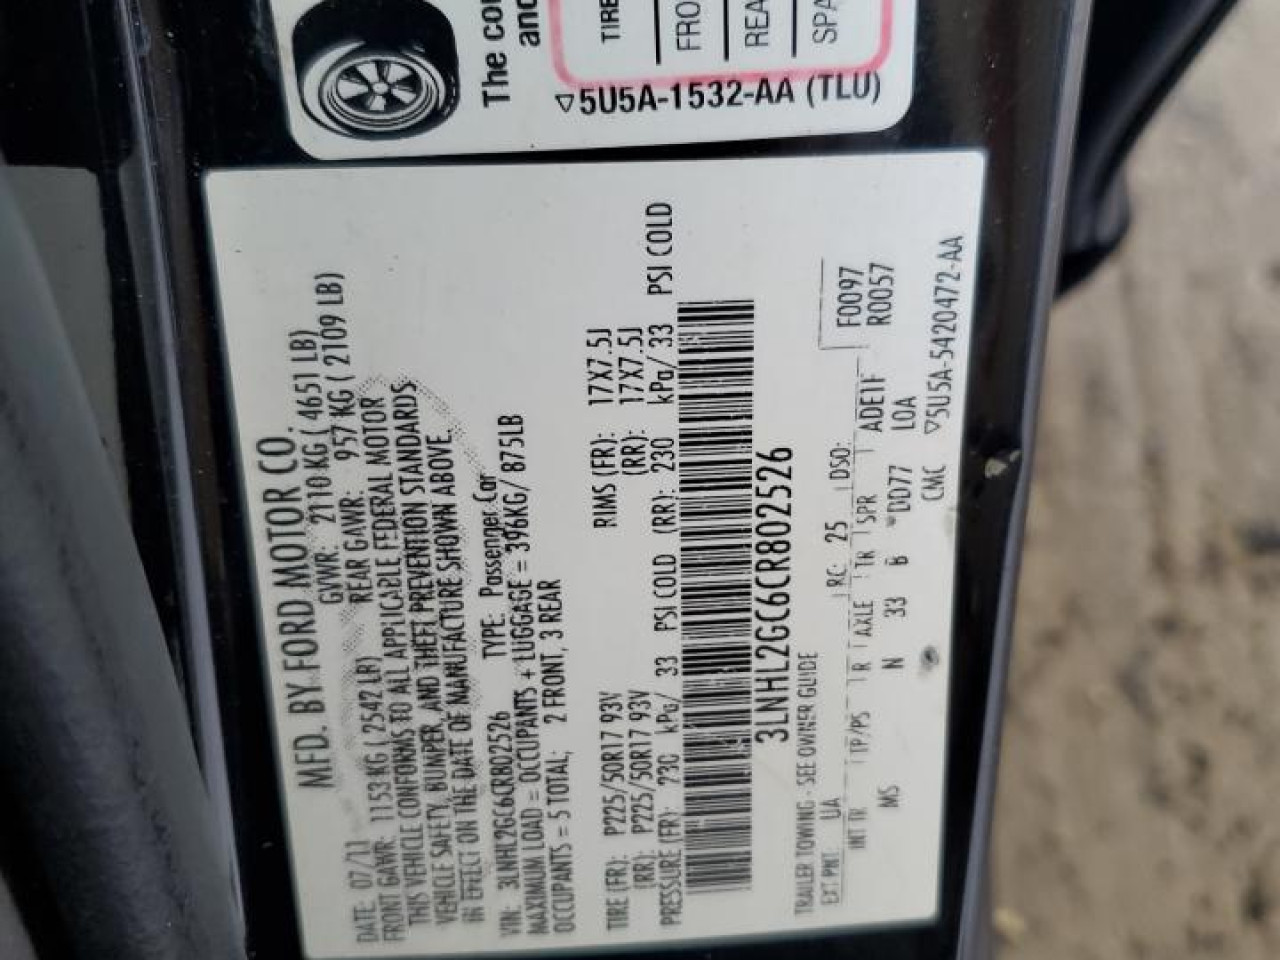 The co
and
TIRE
FRO
REA
SPA
▽5U5A-1532-AA (TLU)
MFD. BY FORD MOTOR CO.
DATE: 07/11 GVWR: 2110 KG ( 4651 LB)
FRONT GAWR: 1153 KG ( 2542 LB) REAR GAWR: 957 KG ( 2109 LB)
THIS VEHICLE CONFORMS TO ALL APPLICABLE FEDERAL MOTOR
VEHICLE SAFETY, BUMPER, AND THEFT PREVENTION STANDARDS
IN EFFECT ON THE DATE OF MANUFACTURE SHOWN ABOVE.
VIN: 3LNHL2GC6CR802526 TYPE: Passenger Car
MAXIMUM LOAD = OCCUPANTS + LUGGAGE = 396KG/ 875LB
OCCUPANTS = 5 TOTAL; 2 FRONT, 3 REAR
TIRE (FR): P225/50R17 93V RIMS (FR): 17X7.5J
(RR): P225/50R17 93V (RR): 17X7.5J
PRESSURE (FR): 230 kPa/ 33 PSI COLD (RR): 230 kPa/ 33 PSI COLD
3LNHL2GC6CR802526
TRAILER TOWING - SEE OWNER GUIDE
EXT PNT: UA RC: 25 DSO: F0097
INT TR TP/PS R AXLE TR SPR ADE1F R0057
MS N 33 B *DD77 LOA
CMC ▽5U5A-5420472-AA